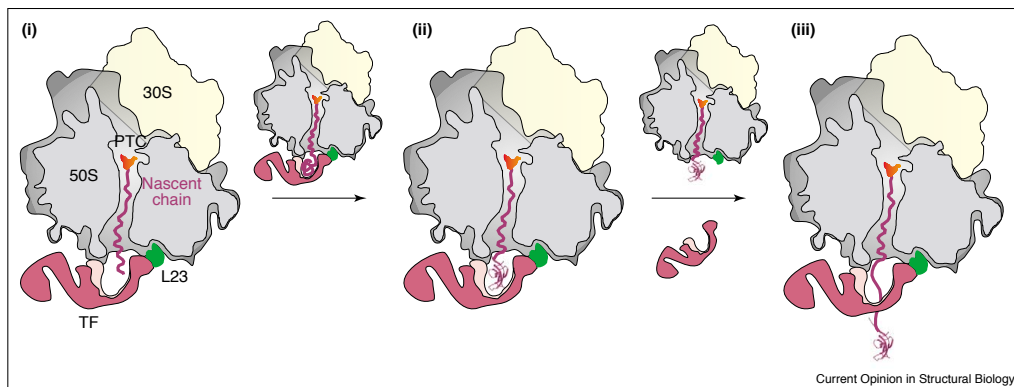 (i)
(ii)
(iii)
30S
PTC
50S
Nascent
chain
L23
TF
Current Opinion in Structural Biology